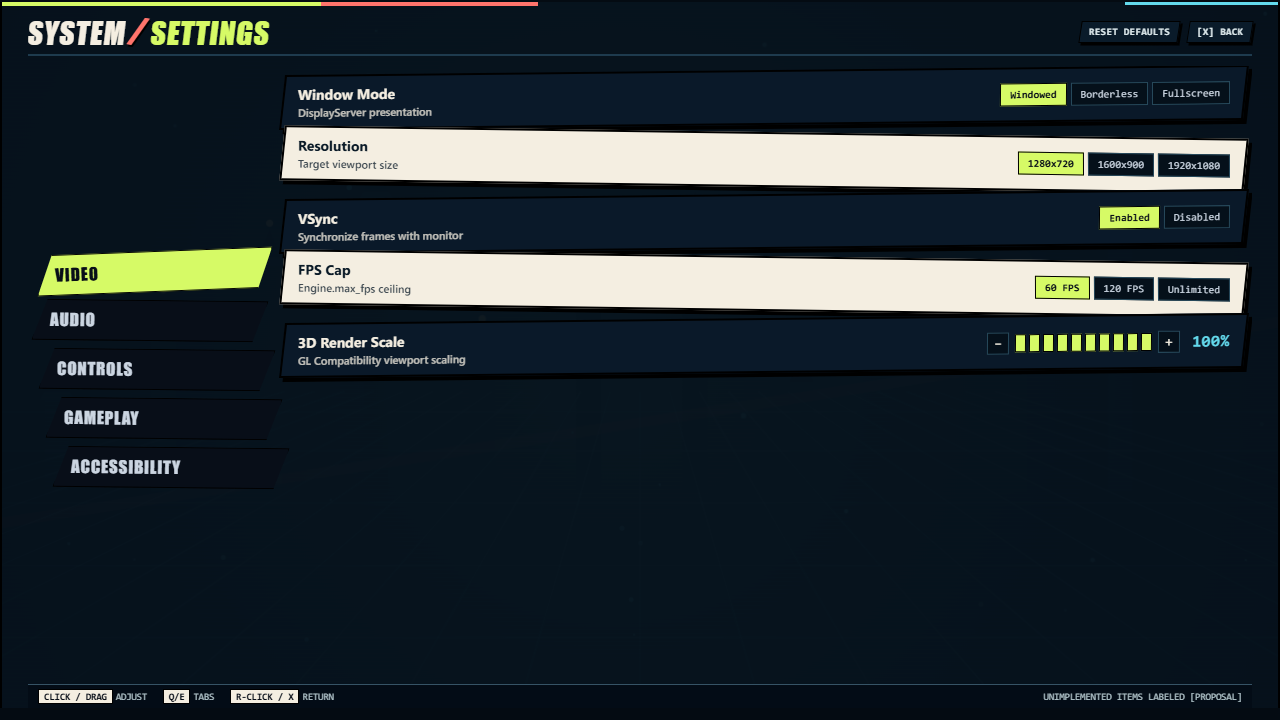 SYSTEM/SETTINGS
RESET DEFAULTS
[X] BACK
Window Mode
DisplayServer presentation
Windowed
Borderless
Fullscreen
Resolution
Target viewport size
1280x720
1600x900
1920x1080
VSync
Synchronize frames with monitor
Enabled
Disabled
FPS Cap
Engine.max_fps ceiling
60 FPS
120 FPS
Unlimited
3D Render Scale
GL Compatibility viewport scaling
−
+
100%
VIDEO
AUDIO
CONTROLS
GAMEPLAY
ACCESSIBILITY
CLICK / DRAG ADJUST
Q/E TABS
R-CLICK / X RETURN
UNIMPLEMENTED ITEMS LABELED [PROPOSAL]